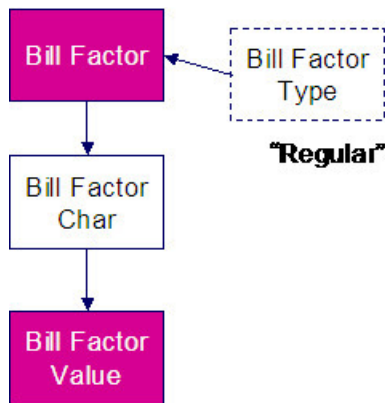 Bill Factor
Bill Factor
Type
"Regular"
Bill Factor
Char
Bill Factor
Value